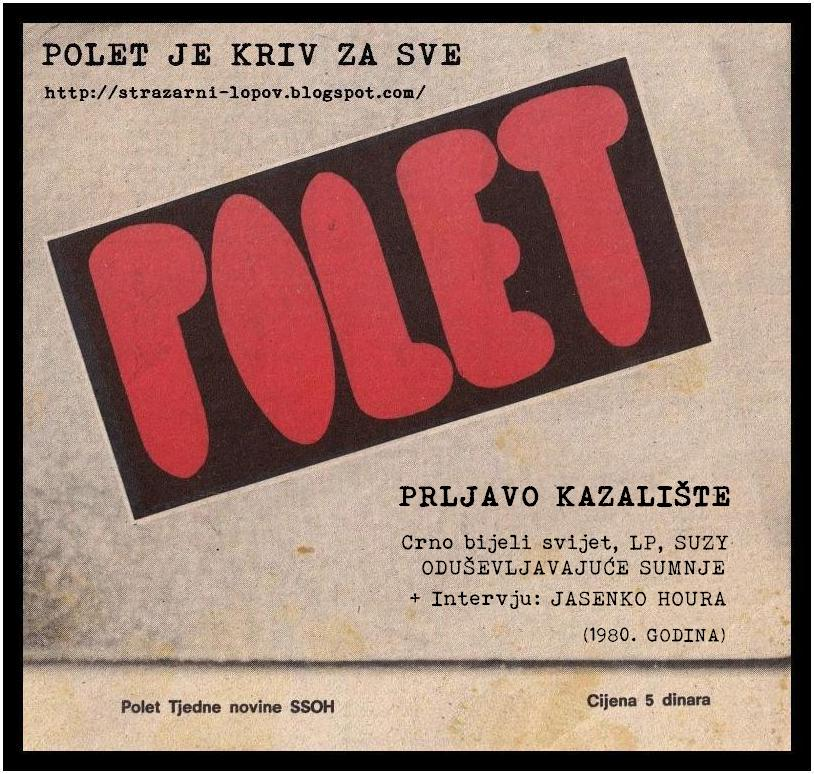 POLET JE KRIV ZA SVE
http://strazarni-lopov.blogspot.com/
POLET
PRLJAVO KAZALIŠTE
Crno bijeli svijet, LP, SUZY
ODUŠEVLJAVAJUĆE SUMNJE
+ Intervju: JASENKO HOURA
(1980. GODINA)
Polet Tjedne novine SSOH
Cijena 5 dinara